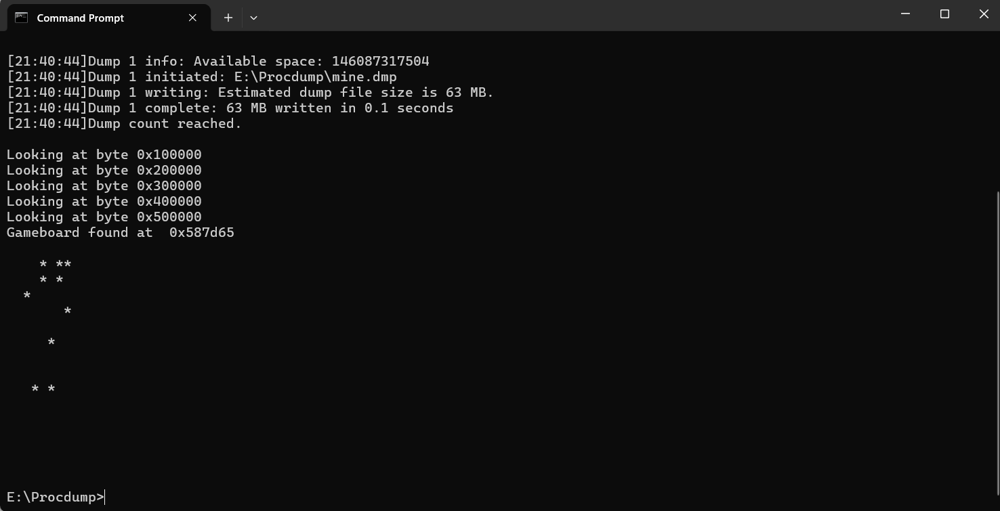 Command Prompt
[21:40:44]Dump 1 info: Available space: 146087317504
[21:40:44]Dump 1 initiated: E:\Procdump\mine.dmp
[21:40:44]Dump 1 writing: Estimated dump file size is 63 MB.
[21:40:44]Dump 1 complete: 63 MB written in 0.1 seconds
[21:40:44]Dump count reached.
Looking at byte 0x100000
Looking at byte 0x200000
Looking at byte 0x300000
Looking at byte 0x400000
Looking at byte 0x500000
Gameboard found at  0x587d65
    * **
    * *
  *
       *
     *
   * *
E:\Procdump>